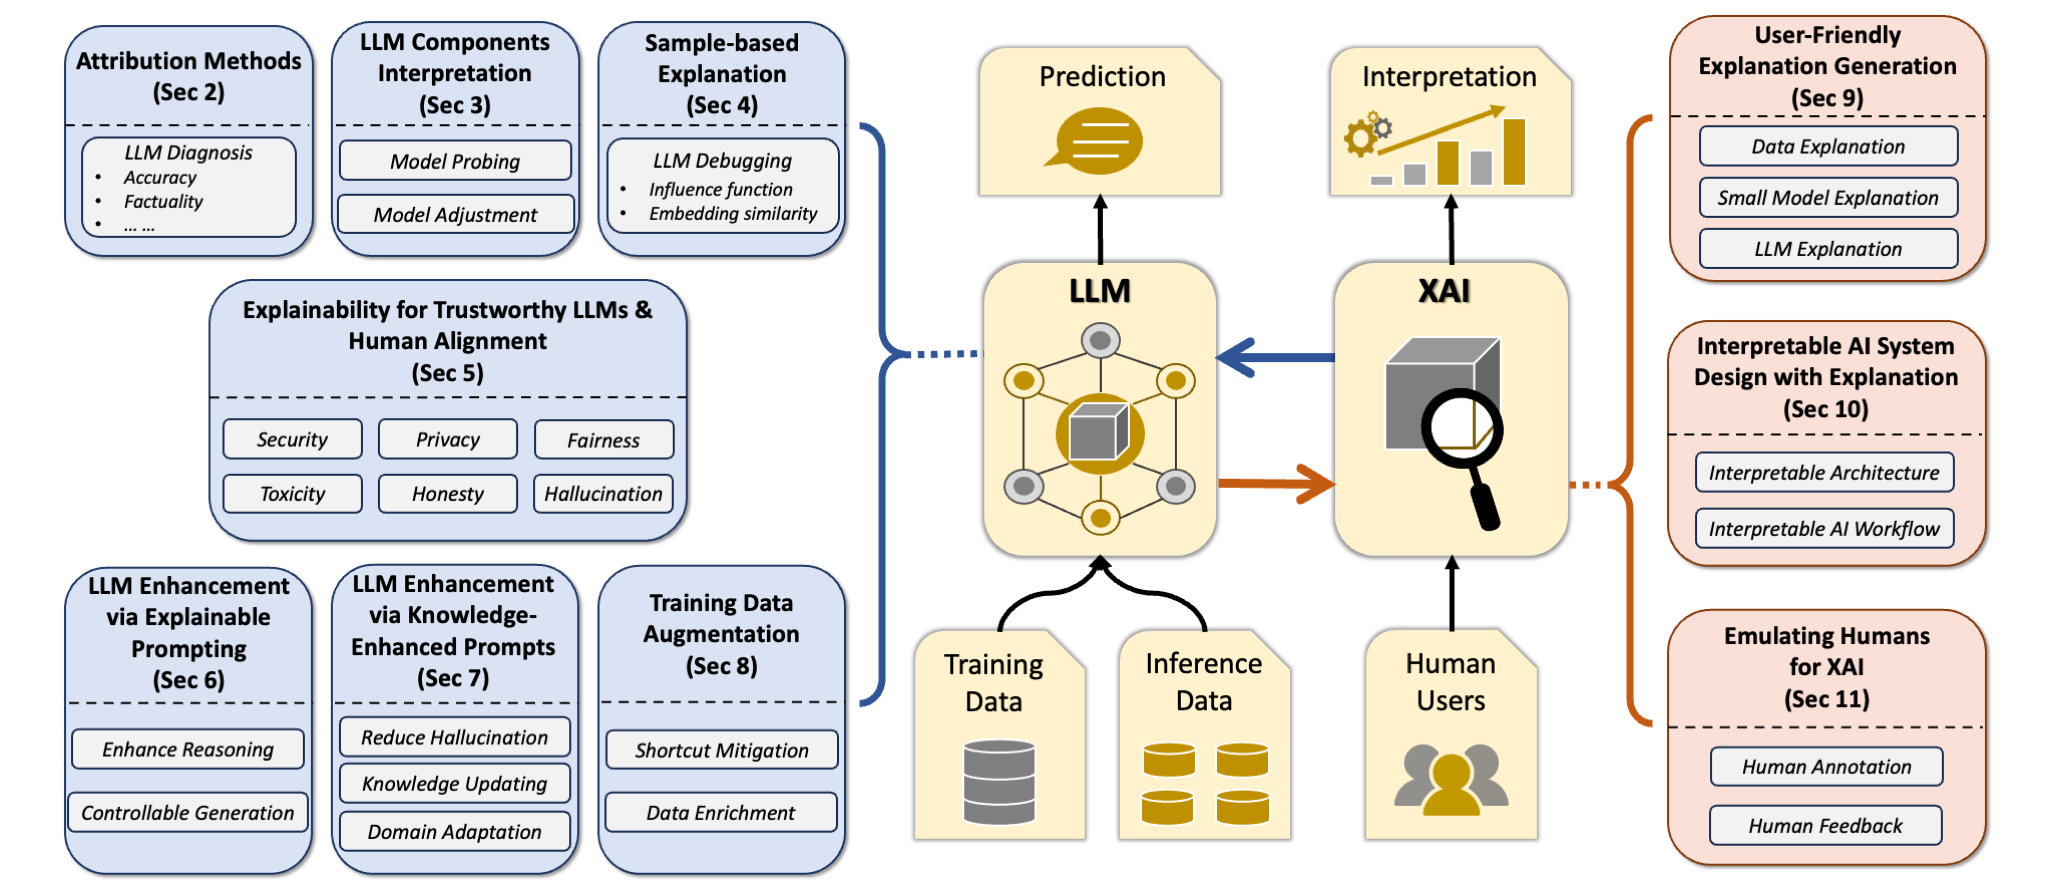 Attribution Methods
(Sec 2)
LLM Diagnosis
• Accuracy
• Factuality
• ... ...
LLM Components
Interpretation
(Sec 3)
Model Probing
Model Adjustment
Sample-based
Explanation
(Sec 4)
LLM Debugging
• Influence function
• Embedding similarity
Explainability for Trustworthy LLMs &
Human Alignment
(Sec 5)
Security
Privacy
Fairness
Toxicity
Honesty
Hallucination
LLM Enhancement
via Explainable
Prompting
(Sec 6)
Enhance Reasoning
Controllable Generation
LLM Enhancement
via Knowledge-
Enhanced Prompts
(Sec 7)
Reduce Hallucination
Knowledge Updating
Domain Adaptation
Training Data
Augmentation
(Sec 8)
Shortcut Mitigation
Data Enrichment
Prediction
LLM
Training
Data
Inference
Data
Interpretation
XAI
Human
Users
User-Friendly
Explanation Generation
(Sec 9)
Data Explanation
Small Model Explanation
LLM Explanation
Interpretable AI System
Design with Explanation
(Sec 10)
Interpretable Architecture
Interpretable AI Workflow
Emulating Humans
for XAI
(Sec 11)
Human Annotation
Human Feedback